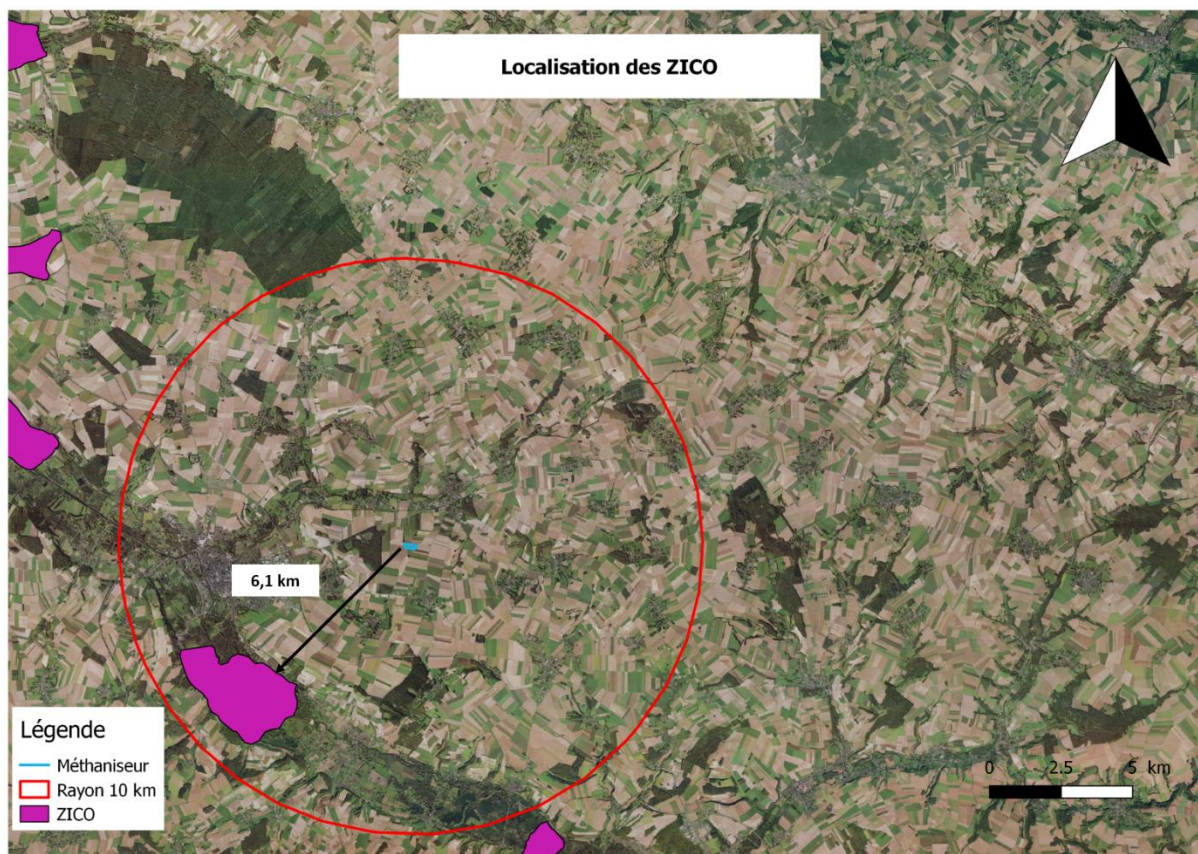 Localisation des ZICO
6,1 km
Légende
Méthaniseur
Rayon 10 km
ZICO
0 2.5 5 km